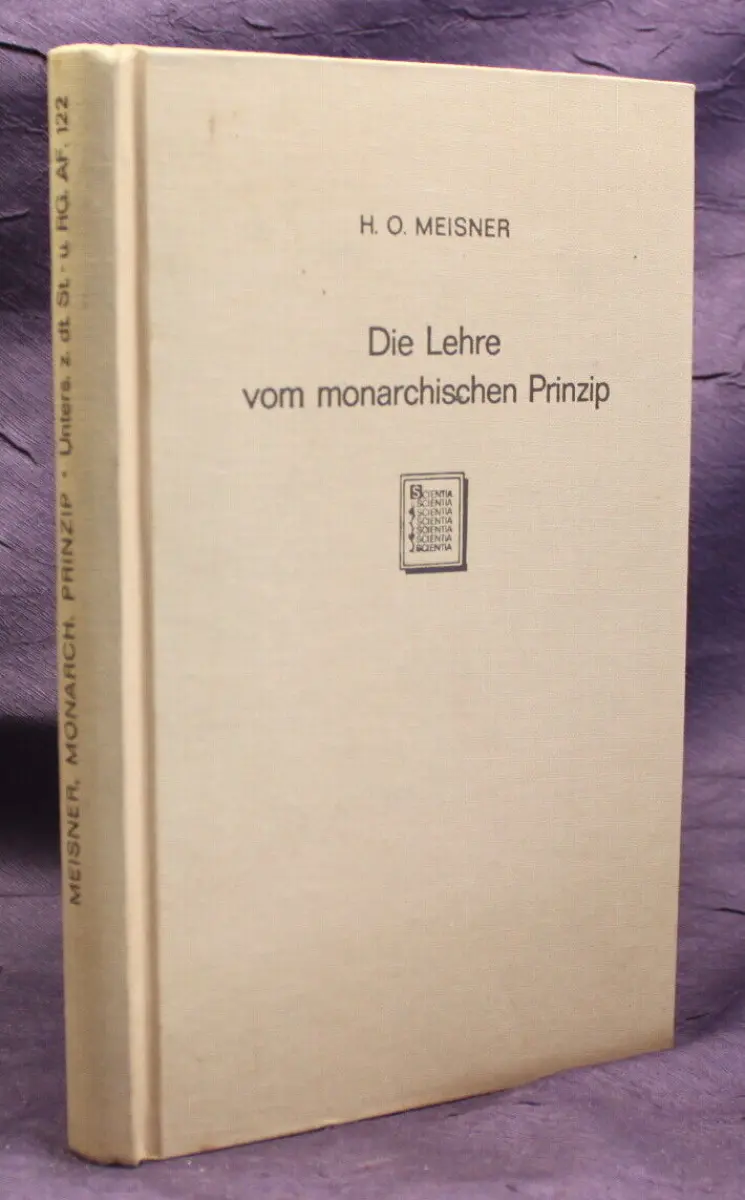 MEISNER, MONARCH. PRINZIP · Unters. z. dt. St.- u. RG. AF. 122
H. O. MEISNER
Die Lehre
vom monarchischen Prinzip
SCIENTIA
SCIENTIA
SCIENTIA
SCIENTIA
SCIENTIA
SCIENTIA
SCIENTIA